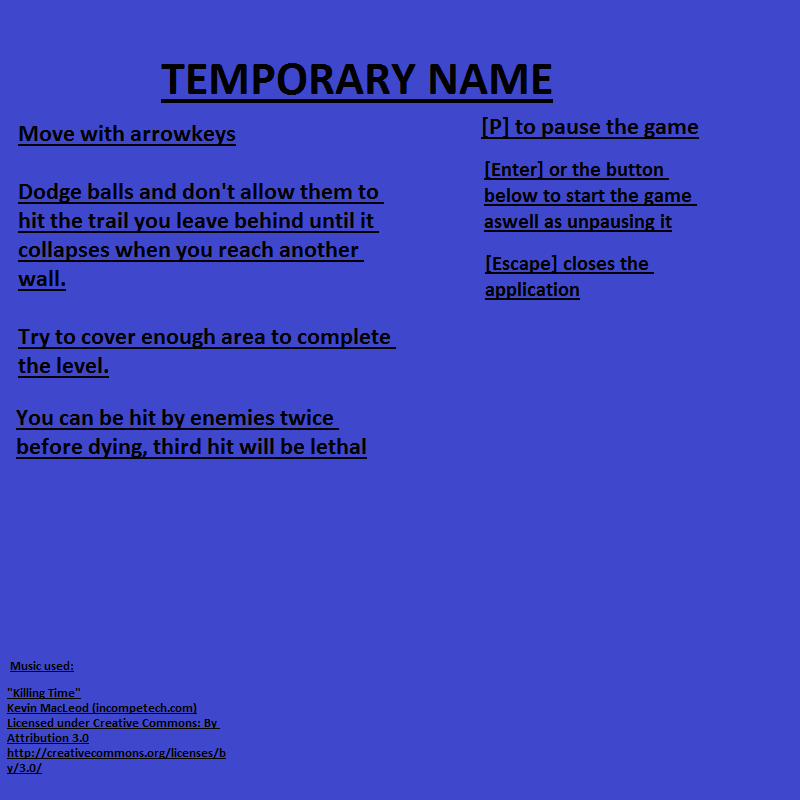 TEMPORARY NAME
Move with arrowkeys
Dodge balls and don't allow them to
hit the trail you leave behind until it
collapses when you reach another
wall.
Try to cover enough area to complete
the level.
You can be hit by enemies twice
before dying, third hit will be lethal
[P] to pause the game
[Enter] or the button
below to start the game
aswell as unpausing it
[Escape] closes the
application
Music used:
"Killing Time"
Kevin MacLeod (incompetech.com)
Licensed under Creative Commons: By
Attribution 3.0
http://creativecommons.org/licenses/b
y/3.0/